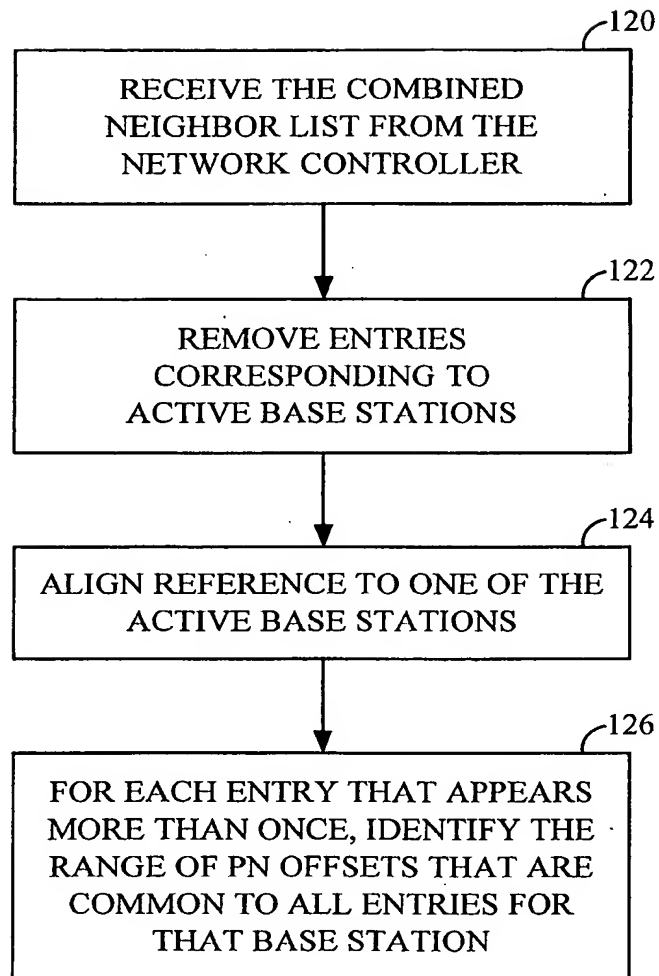 120
RECEIVE THE COMBINED
NEIGHBOR LIST FROM THE
NETWORK CONTROLLER
122
REMOVE ENTRIES
CORRESPONDING TO
ACTIVE BASE STATIONS
124
ALIGN REFERENCE TO ONE OF THE
ACTIVE BASE STATIONS
126
FOR EACH ENTRY THAT APPEARS
MORE THAN ONCE, IDENTIFY THE
RANGE OF PN OFFSETS THAT ARE
COMMON TO ALL ENTRIES FOR
THAT BASE STATION